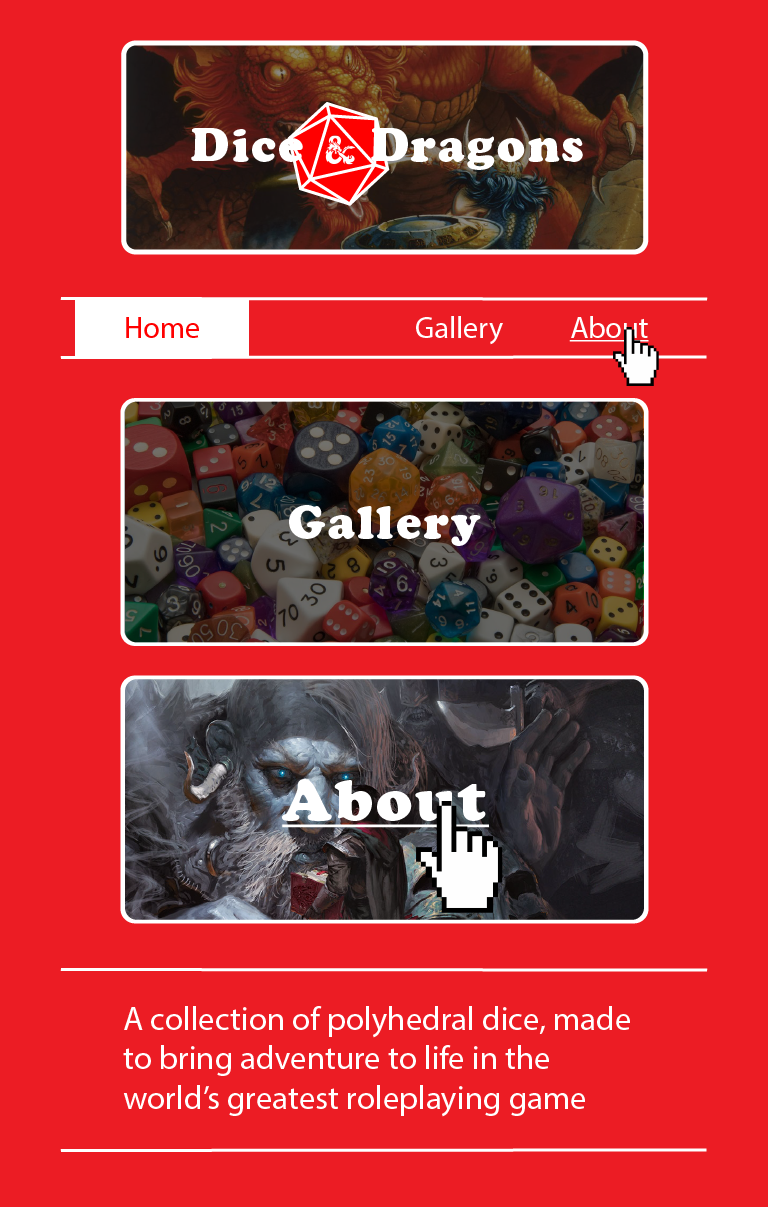 Dice & Dragons
Home Gallery About
Gallery
About
A collection of polyhedral dice, made
to bring adventure to life in the
world’s greatest roleplaying game